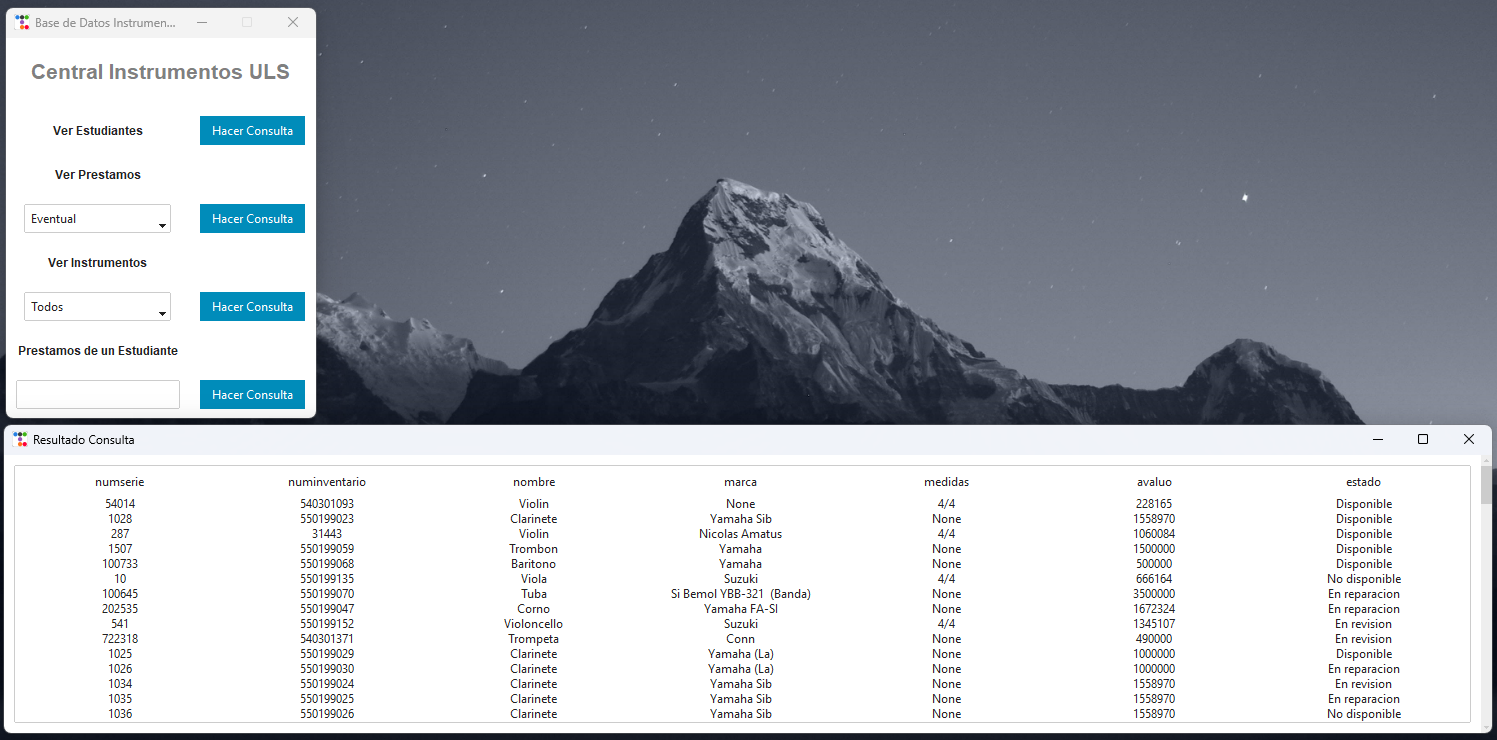 Base de Datos Instrumen...
Central Instrumentos ULS
Ver Estudiantes Hacer Consulta
Ver Prestamos
Eventual Hacer Consulta
Ver Instrumentos
Todos Hacer Consulta
Prestamos de un Estudiante
Hacer Consulta
Resultado Consulta
numserie numinventario nombre marca medidas avaluo estado
54014 540301093 Violin None 4/4 228165 Disponible
1028 550199023 Clarinete Yamaha Sib None 1558970 Disponible
287 31443 Violin Nicolas Amatus 4/4 1060084 Disponible
1507 550199059 Trombon Yamaha None 1500000 Disponible
100733 550199068 Baritono Yamaha None 500000 Disponible
10 550199135 Viola Suzuki 4/4 666164 No disponible
100645 550199070 Tuba Si Bemol YBB-321 (Banda) None 3500000 En reparacion
202535 550199047 Corno Yamaha FA-SI None 1672324 En reparacion
541 550199152 Violoncello Suzuki 4/4 1345107 En revision
722318 540301371 Trompeta Conn None 490000 En revision
1025 550199029 Clarinete Yamaha (La) None 1000000 Disponible
1026 550199030 Clarinete Yamaha (La) None 1000000 En reparacion
1034 550199024 Clarinete Yamaha Sib None 1558970 En revision
1035 550199025 Clarinete Yamaha Sib None 1558970 En reparacion
1036 550199026 Clarinete Yamaha Sib None 1558970 No disponible